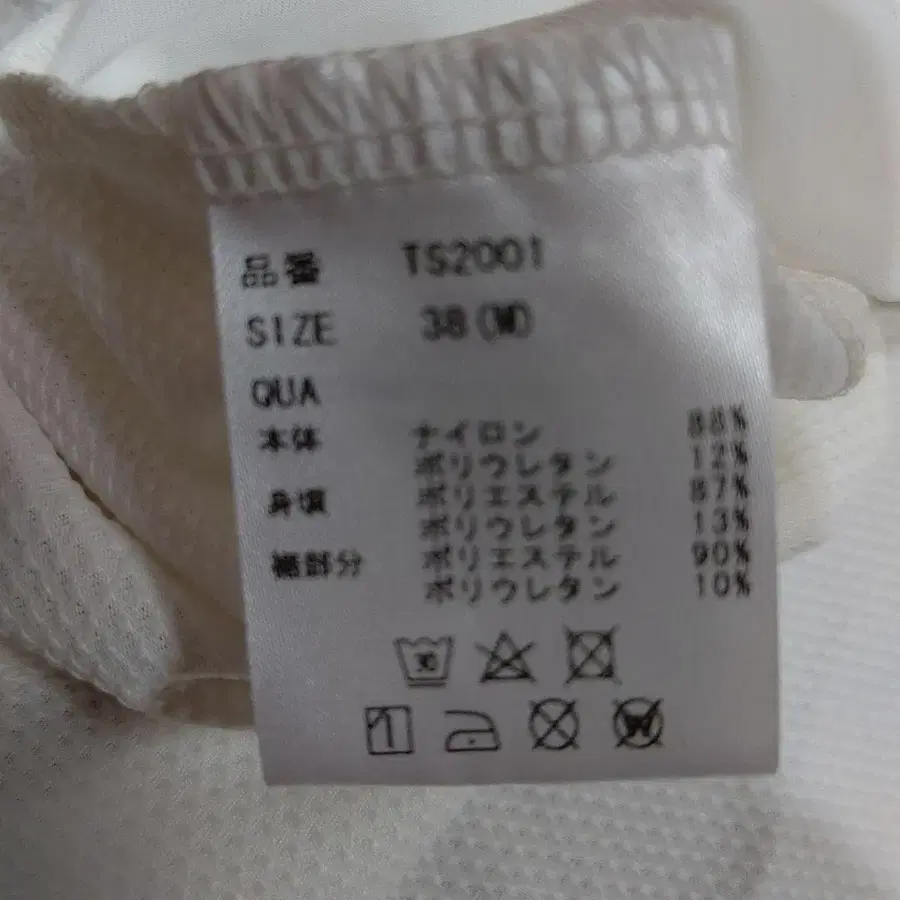 品番 TS2001
SIZE 38(M)
QUA
本体 ナイロン 88%
ポリウレタン 12%
身頃 ポリエステル 87%
ポリウレタン 13%
裾部分 ポリエステル 90%
ポリウレタン 10%